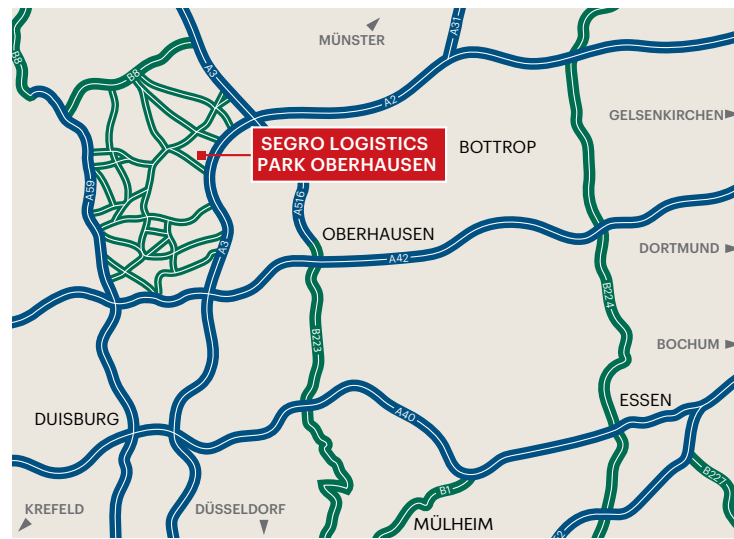 MÜNSTER
A31
B8
B8
A3
A2
GELSENKIRCHEN
SEGRO LOGISTICS
PARK OBERHAUSEN
BOTTROP
A59
A516
OBERHAUSEN
A3
A42
DORTMUND
B224
B223
BOCHUM
ESSEN
DUISBURG
A40
B227
B1
KREFELD
DÜSSELDORF
MÜLHEIM